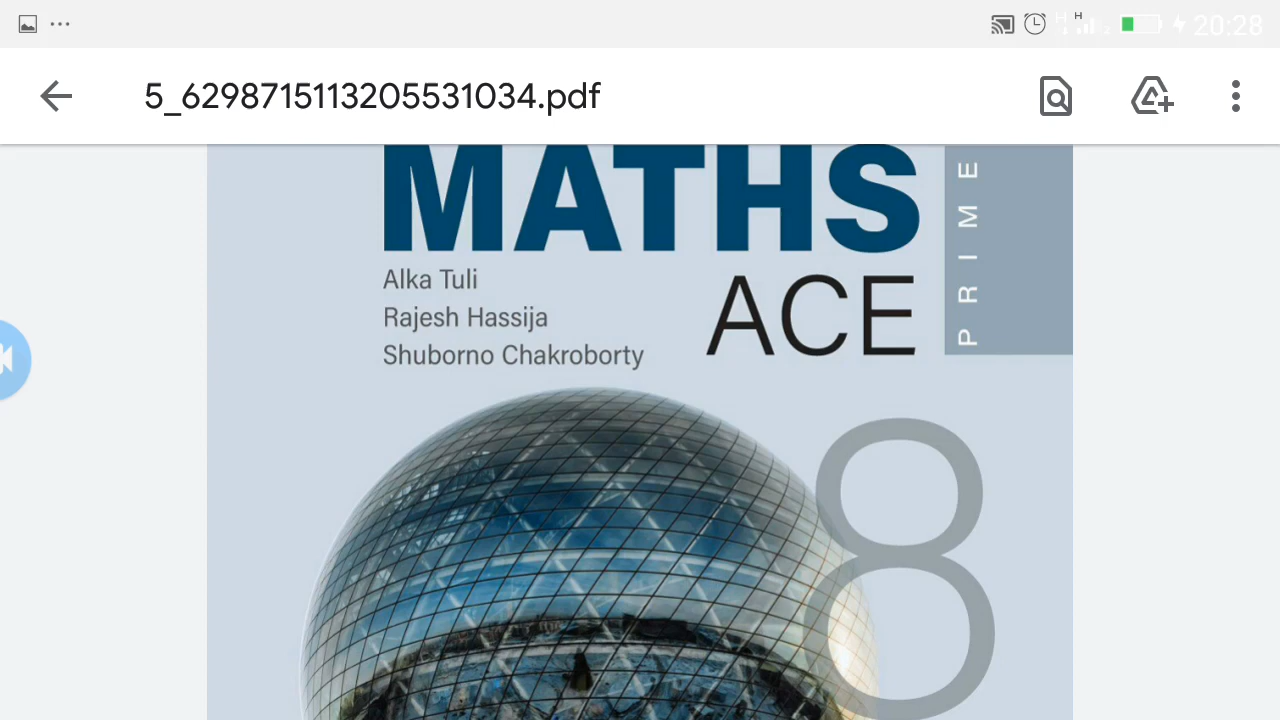 20:28
5_6298715113205531034.pdf
MATHS
ACE
PRIME
Alka Tuli
Rajesh Hassija
Shuborno Chakroborty
8